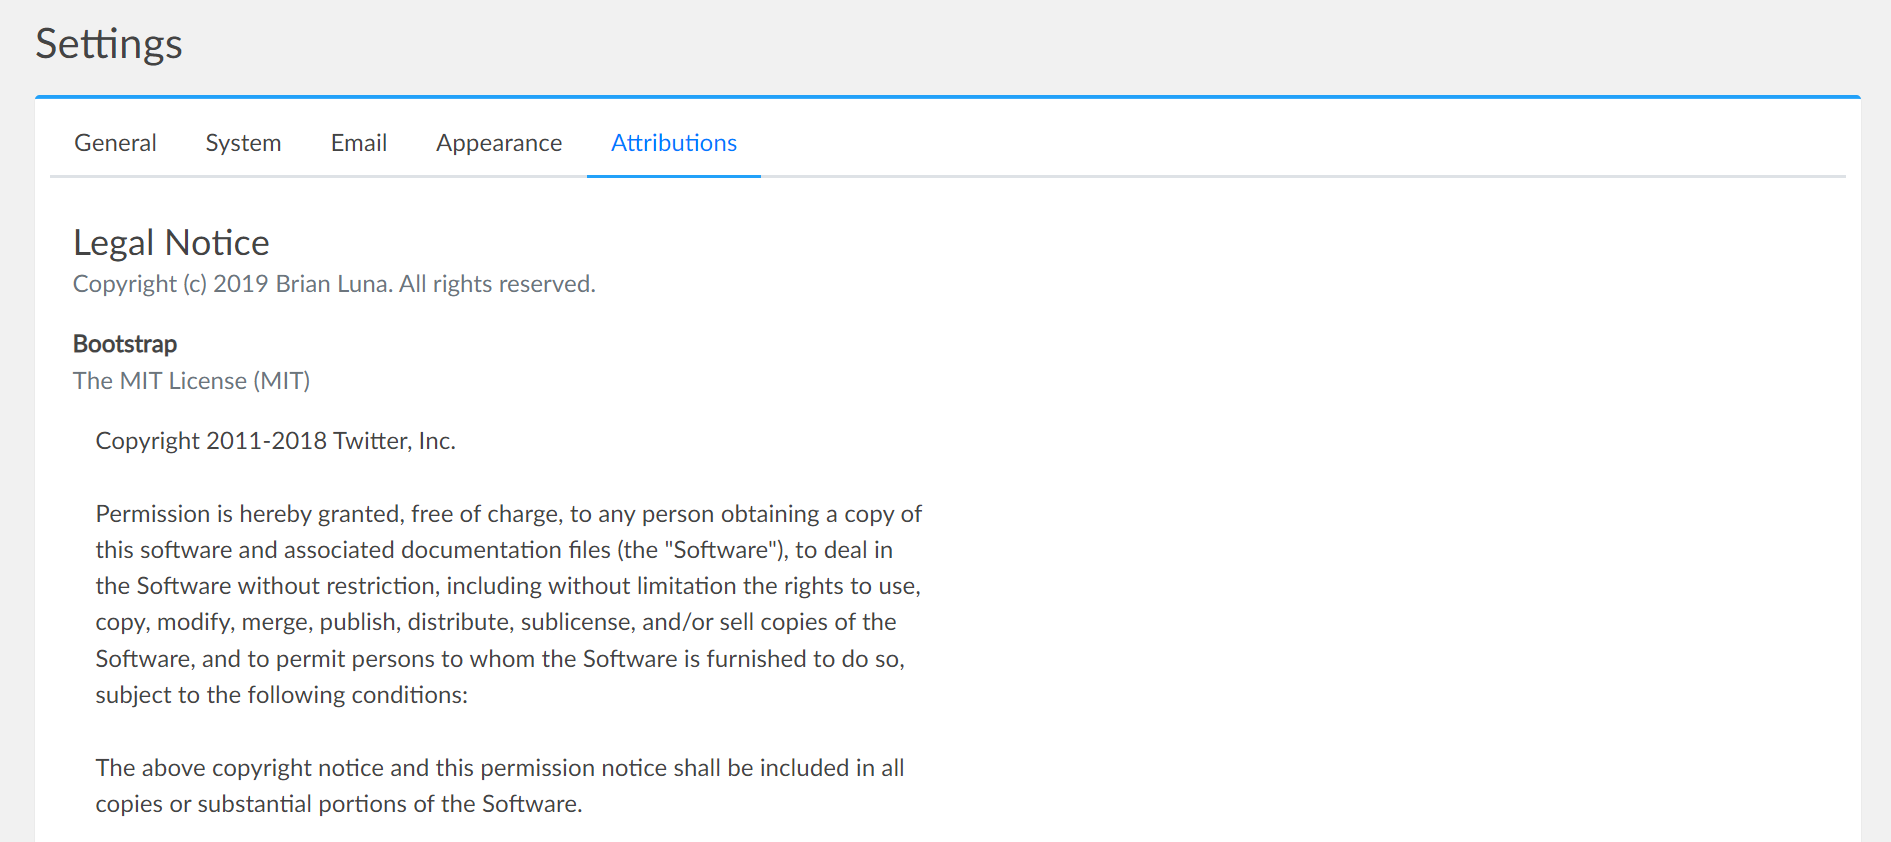 Settings
General System Email Appearance Attributions
Legal Notice
Copyright (c) 2019 Brian Luna. All rights reserved.
Bootstrap
The MIT License (MIT)
Copyright 2011-2018 Twitter, Inc.
Permission is hereby granted, free of charge, to any person obtaining a copy of
this software and associated documentation files (the "Software"), to deal in
the Software without restriction, including without limitation the rights to use,
copy, modify, merge, publish, distribute, sublicense, and/or sell copies of the
Software, and to permit persons to whom the Software is furnished to do so,
subject to the following conditions:
The above copyright notice and this permission notice shall be included in all
copies or substantial portions of the Software.